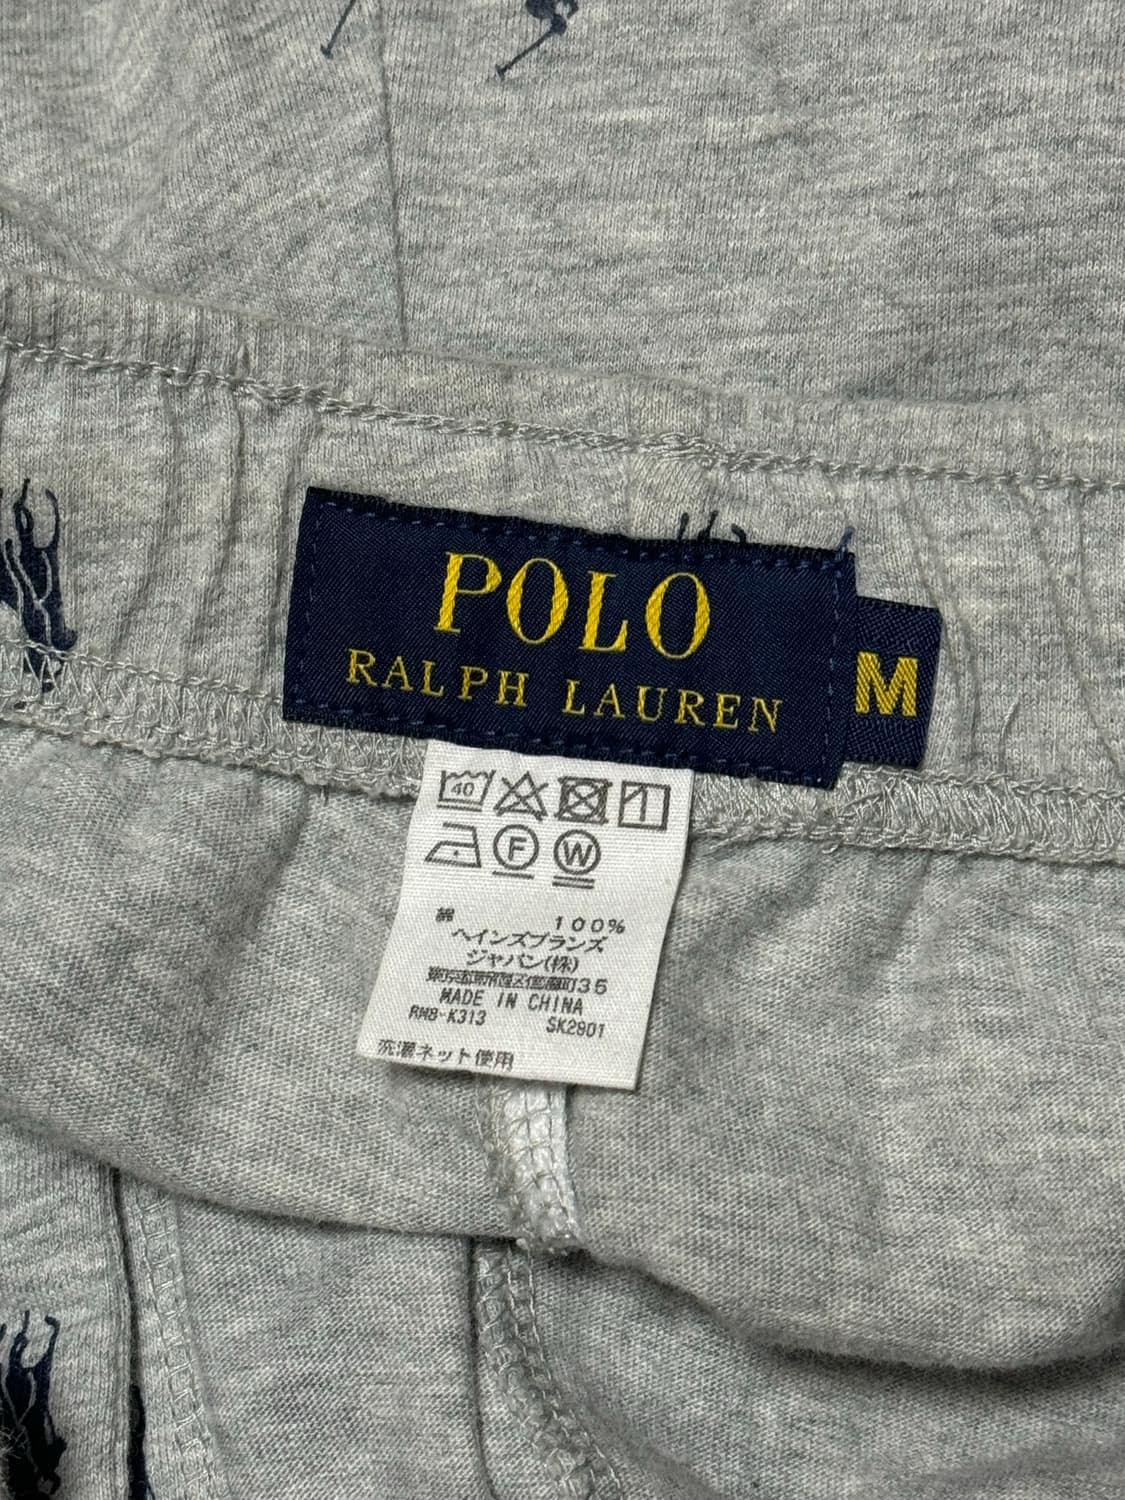 POLO
RALPH LAUREN
M
40
F W
綿 100%
ヘインズブランズ
ジャパン(株)
35
MADE IN CHINA
RM8-K313 SK2801
洗濯ネット使用